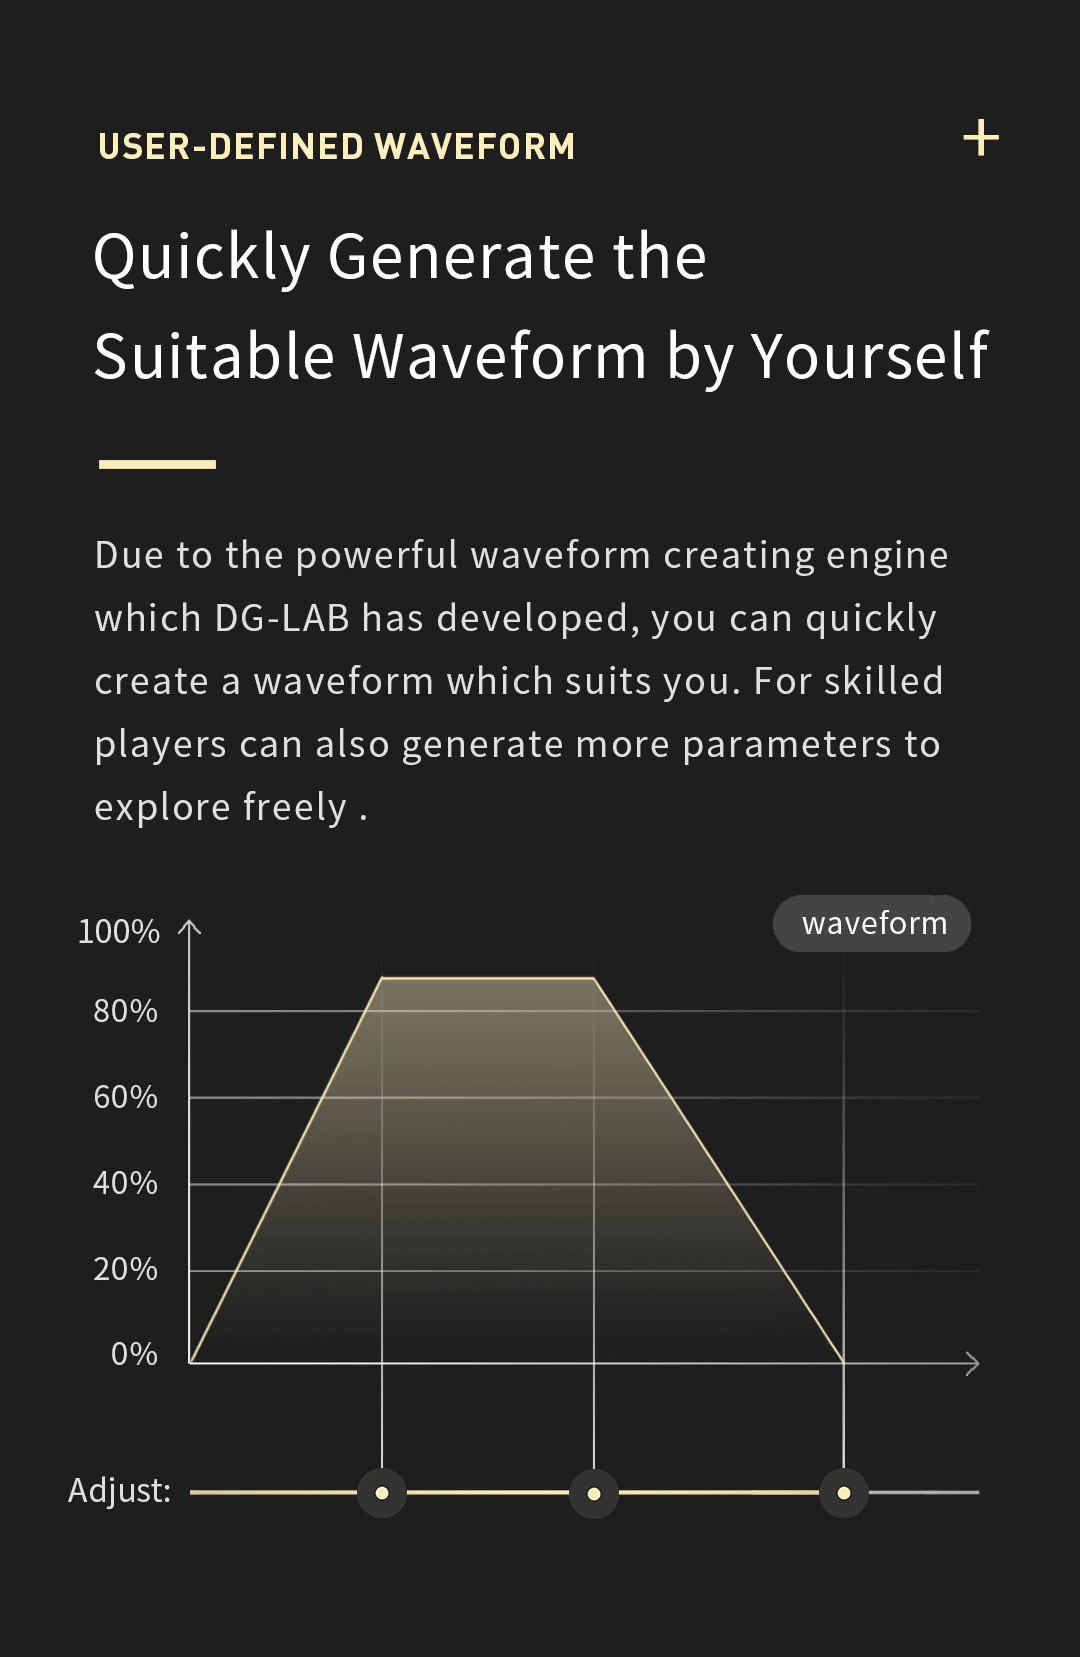 USER-DEFINED WAVEFORM
Quickly Generate the
Suitable Waveform by Yourself
Due to the powerful waveform creating engine
which DG-LAB has developed, you can quickly
create a waveform which suits you. For skilled
players can also generate more parameters to
explore freely .
waveform
100%
80%
60%
40%
20%
0%
Adjust: